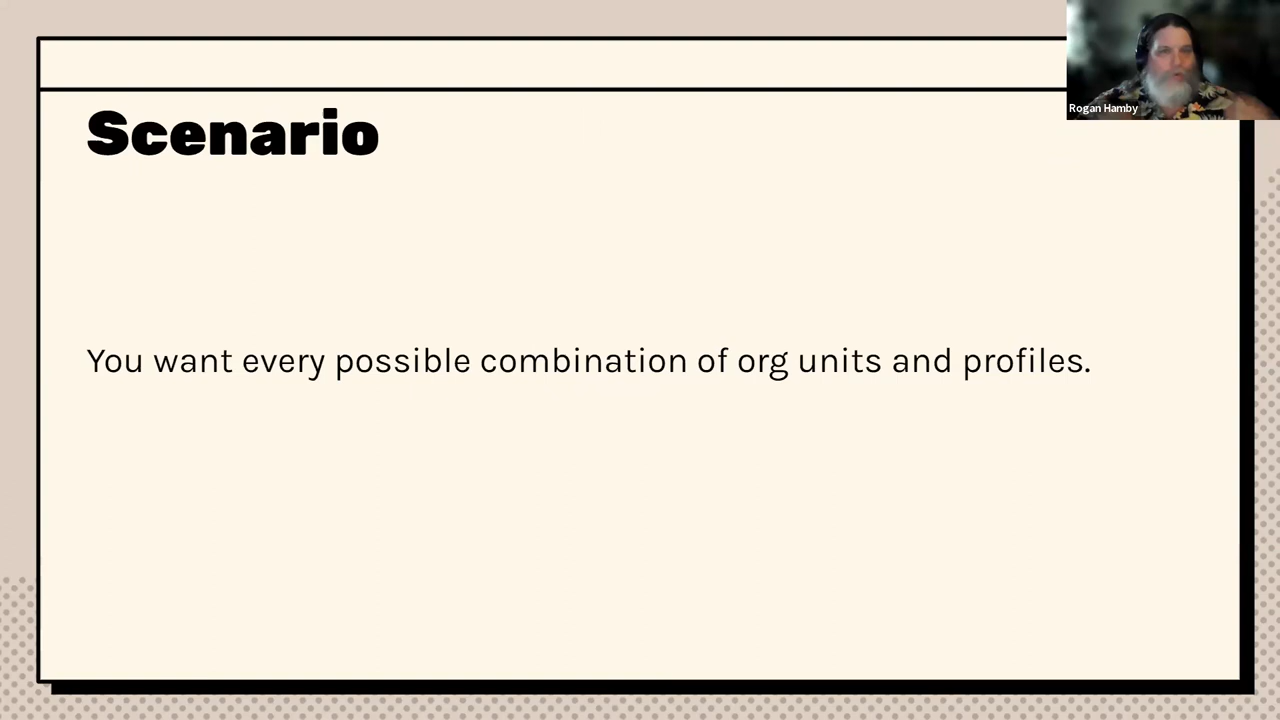 Rogan Hamby
Scenario
You want every possible combination of org units and profiles.